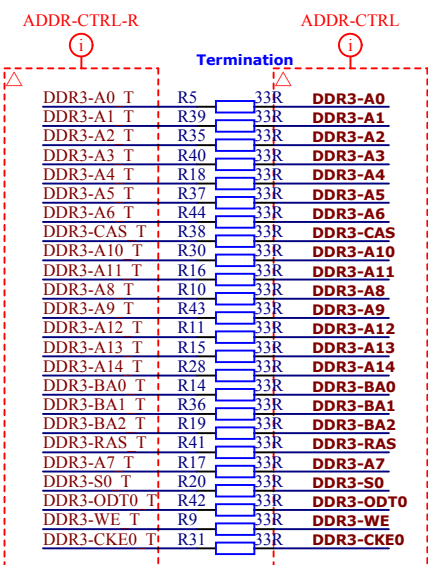 ADDR-CTRL-R ADDR-CTRL
i i
Termination
DDR3-A0_T R5 33R DDR3-A0
DDR3-A1_T R39 33R DDR3-A1
DDR3-A2_T R35 33R DDR3-A2
DDR3-A3_T R40 33R DDR3-A3
DDR3-A4_T R18 33R DDR3-A4
DDR3-A5_T R37 33R DDR3-A5
DDR3-A6_T R44 33R DDR3-A6
DDR3-CAS_T R38 33R DDR3-CAS
DDR3-A10_T R30 33R DDR3-A10
DDR3-A11_T R16 33R DDR3-A11
DDR3-A8_T R10 33R DDR3-A8
DDR3-A9_T R43 33R DDR3-A9
DDR3-A12_T R11 33R DDR3-A12
DDR3-A13_T R15 33R DDR3-A13
DDR3-A14_T R28 33R DDR3-A14
DDR3-BA0_T R14 33R DDR3-BA0
DDR3-BA1_T R36 33R DDR3-BA1
DDR3-BA2_T R19 33R DDR3-BA2
DDR3-RAS_T R41 33R DDR3-RAS
DDR3-A7_T R17 33R DDR3-A7
DDR3-S0_T R20 33R DDR3-S0
DDR3-ODT0_T R42 33R DDR3-ODT0
DDR3-WE_T R9 33R DDR3-WE
DDR3-CKE0_T R31 33R DDR3-CKE0